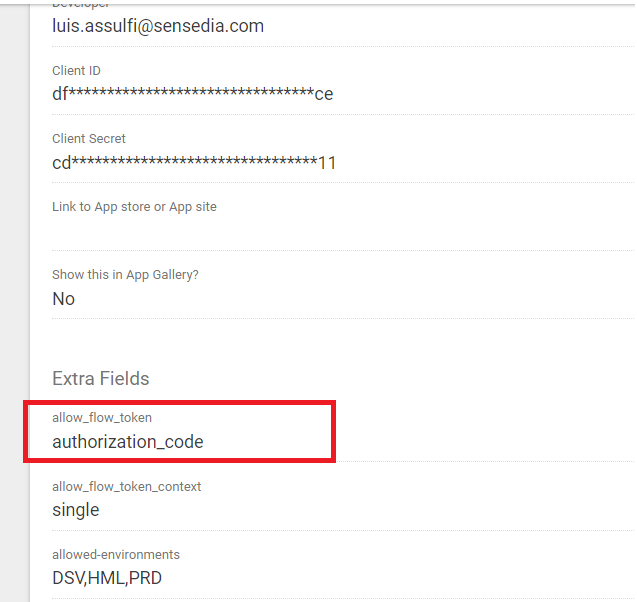 Developer
luis.assulfi@sensedia.com
Client ID
df********************************ce
Client Secret
cd********************************11
Link to App store or App site
Show this in App Gallery?
No
Extra Fields
allow_flow_token
authorization_code
allow_flow_token_context
single
allowed-environments
DSV,HML,PRD